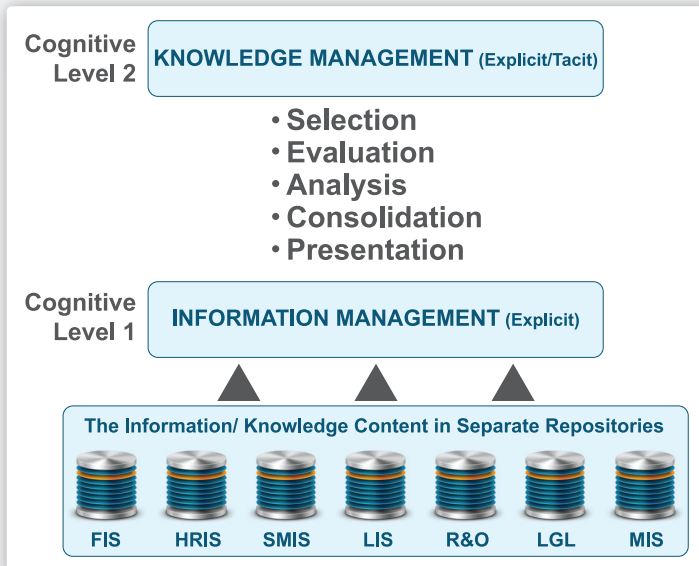 Cognitive
Level 2
KNOWLEDGE MANAGEMENT (Explicit/Tacit)
• Selection
• Evaluation
• Analysis
• Consolidation
• Presentation
Cognitive
Level 1
INFORMATION MANAGEMENT (Explicit)
The Information/ Knowledge Content in Separate Repositories
FIS HRIS SMIS LIS R&O LGL MIS